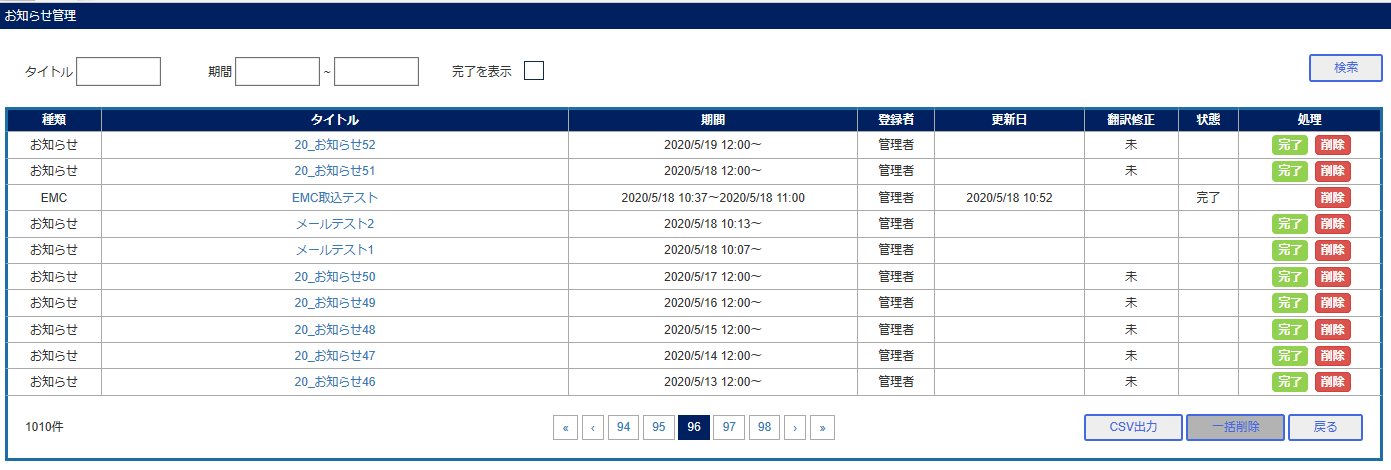 お知らせ管理
タイトル 期間 ~ 完了を表示 検索
種類 タイトル 期間 登録者 更新日 翻訳修正 状態 処理
お知らせ 20_お知らせ52 2020/5/19 12:00～ 管理者 未 完了 削除
お知らせ 20_お知らせ51 2020/5/18 12:00～ 管理者 未 完了 削除
EMC EMC取込テスト 2020/5/18 10:37～2020/5/18 11:00 管理者 2020/5/18 10:52 完了 削除
お知らせ メールテスト2 2020/5/18 10:13～ 管理者 完了 削除
お知らせ メールテスト1 2020/5/18 10:07～ 管理者 完了 削除
お知らせ 20_お知らせ50 2020/5/17 12:00～ 管理者 未 完了 削除
お知らせ 20_お知らせ49 2020/5/16 12:00～ 管理者 未 完了 削除
お知らせ 20_お知らせ48 2020/5/15 12:00～ 管理者 未 完了 削除
お知らせ 20_お知らせ47 2020/5/14 12:00～ 管理者 未 完了 削除
お知らせ 20_お知らせ46 2020/5/13 12:00～ 管理者 未 完了 削除
1010件 « ‹ 94 95 96 97 98 › » CSV出力 一括削除 戻る